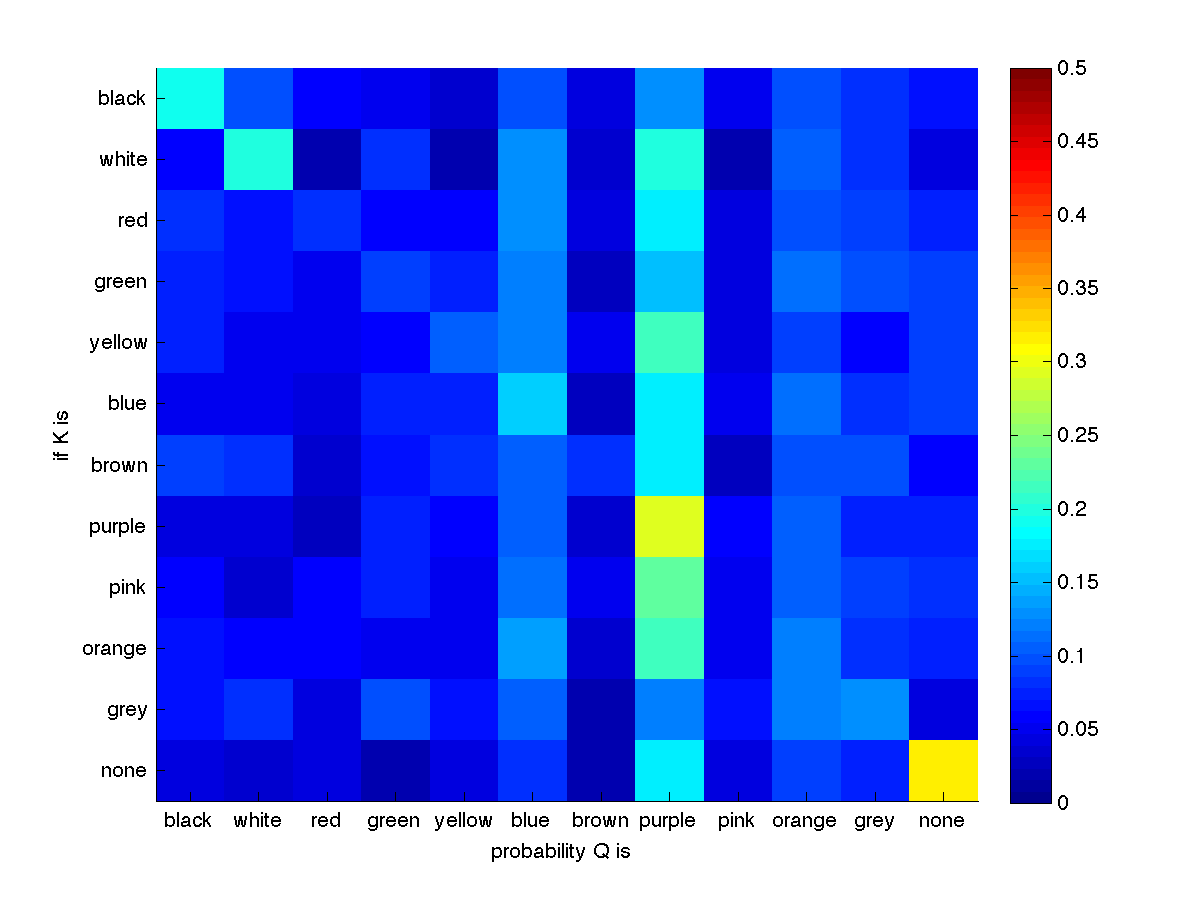 black
white
red
green
yellow
blue
brown
purple
pink
orange
grey
none
if K is
black white red green yellow blue brown purple pink orange grey none
probability Q is
0.5
0.45
0.4
0.35
0.3
0.25
0.2
0.15
0.1
0.05
0